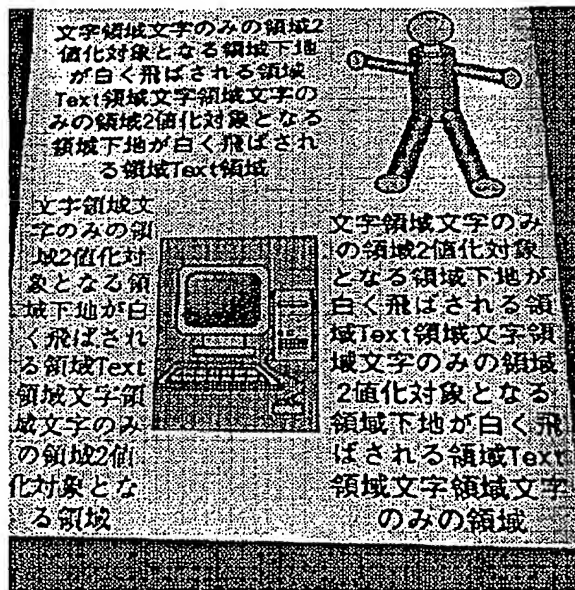 文字領域文字のみの領域2
値化対象となる領域下地
が白く飛ばされる領域
Text領域文字領域文字の
みの領域2値化対象となる
領域下地が白く飛ばされ
る領域Text領域
文字領域文
字のみの領
域2値化対
象となる領
域下地が白
く飛ばされ
る領域Text
領域文字領
域文字のみ
の領域2値
化対象とな
る領域
文字領域文字のみ
の領域2値化対象
となる領域下地が
白く飛ばされる領
域Text領域文字領
域文字のみの領域
2値化対象となる
領域下地が白く飛
ばされる領域Text
領域文字領域文字
のみの領域